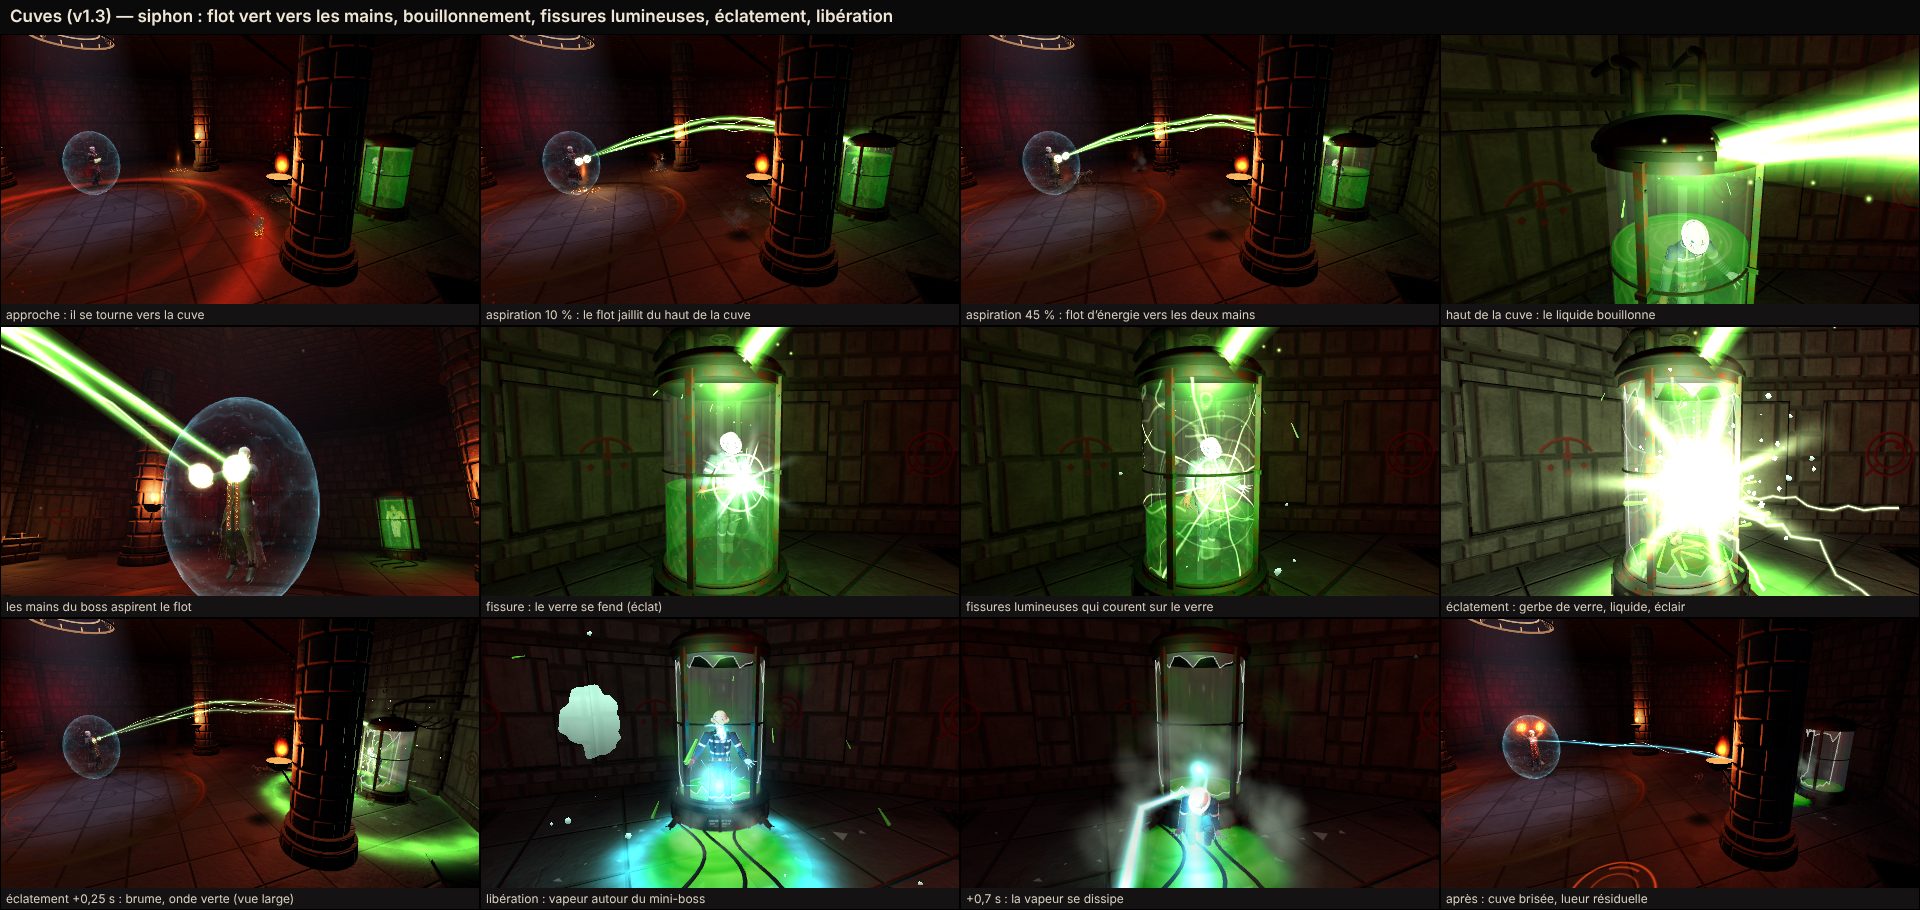 Cuves (v1.3) — siphon : flot vert vers les mains, bouillonnement, fissures lumineuses, éclatement, libération
approche : il se tourne vers la cuve
aspiration 10 % : le flot jaillit du haut de la cuve
aspiration 45 % : flot d’énergie vers les deux mains
haut de la cuve : le liquide bouillonne
les mains du boss aspirent le flot
fissure : le verre se fend (éclat)
fissures lumineuses qui courent sur le verre
éclatement : gerbe de verre, liquide, éclair
éclatement +0,25 s : brume, onde verte (vue large)
libération : vapeur autour du mini-boss
+0,7 s : la vapeur se dissipe
après : cuve brisée, lueur résiduelle